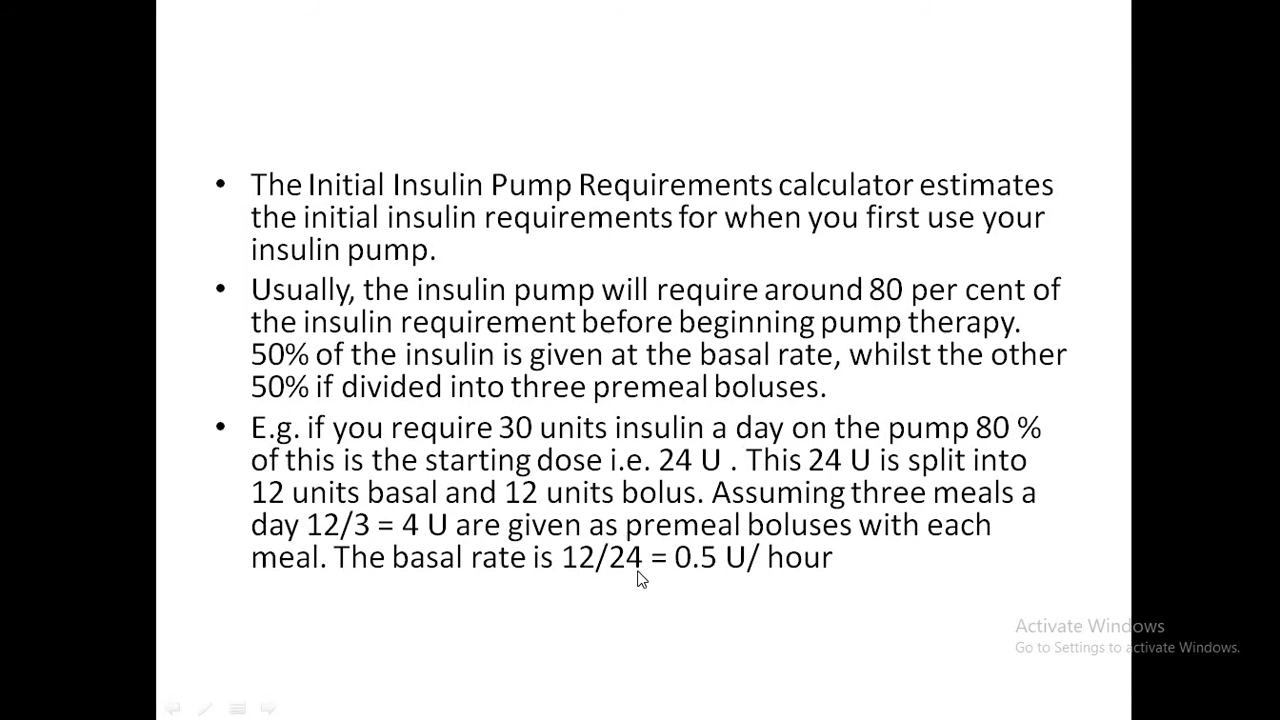 • The Initial Insulin Pump Requirements calculator estimates
the initial insulin requirements for when you first use your
insulin pump.
• Usually, the insulin pump will require around 80 per cent of
the insulin requirement before beginning pump therapy.
50% of the insulin is given at the basal rate, whilst the other
50% if divided into three premeal boluses.
• E.g. if you require 30 units insulin a day on the pump 80 %
of this is the starting dose i.e. 24 U . This 24 U is split into
12 units basal and 12 units bolus. Assuming three meals a
day 12/3 = 4 U are given as premeal boluses with each
meal. The basal rate is 12/24 = 0.5 U/ hour
Activate Windows
Go to Settings to activate Windows.